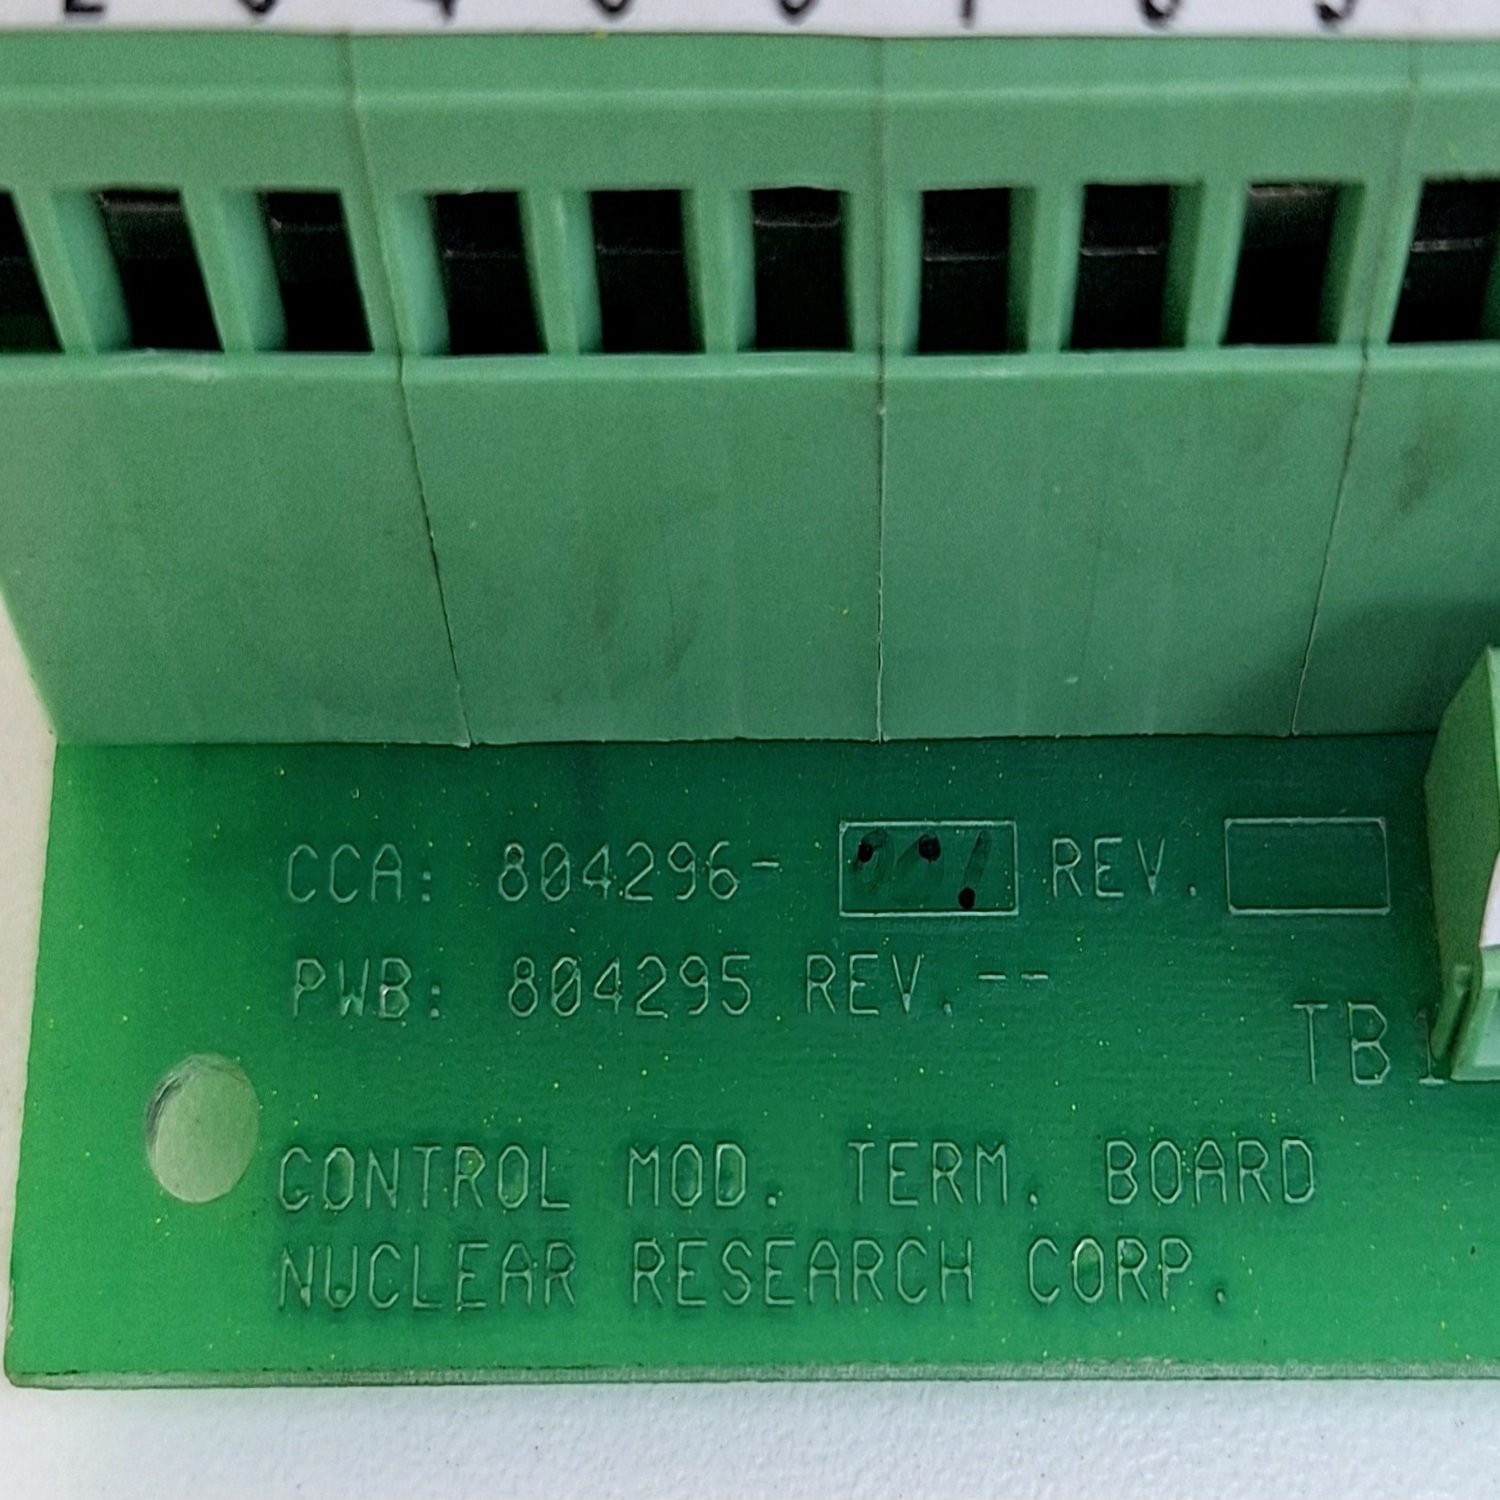 CCA: 804296- 001 REV.
PWB: 804295 REV.--
TB1
CONTROL MOD. TERM. BOARD
NUCLEAR RESEARCH CORP.